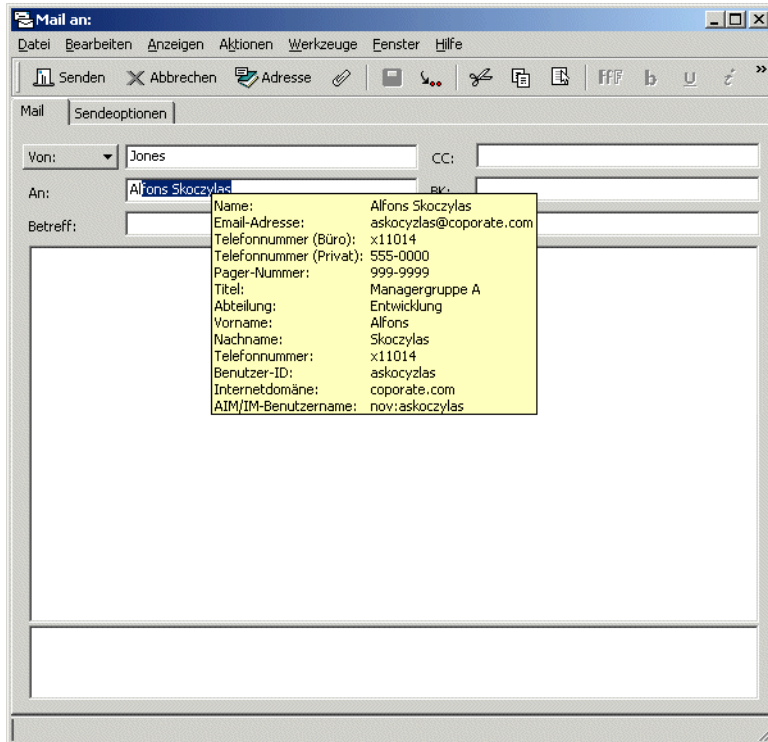 Mail an:
Datei Bearbeiten Anzeigen Aktionen Werkzeuge Fenster Hilfe
Senden Abbrechen Adresse FFF b u i »
Mail Sendeoptionen
Von: Jones CC:
An: Alfons Skoczylas BK:
Betreff:
Name: Alfons Skoczylas
Email-Adresse: askocyzlas@coporate.com
Telefonnummer (Büro): x11014
Telefonnummer (Privat): 555-0000
Pager-Nummer: 999-9999
Titel: Managergruppe A
Abteilung: Entwicklung
Vorname: Alfons
Nachname: Skoczylas
Telefonnummer: x11014
Benutzer-ID: askocyzlas
Internetdomäne: coporate.com
AIM/IM-Benutzername: nov:askoczylas